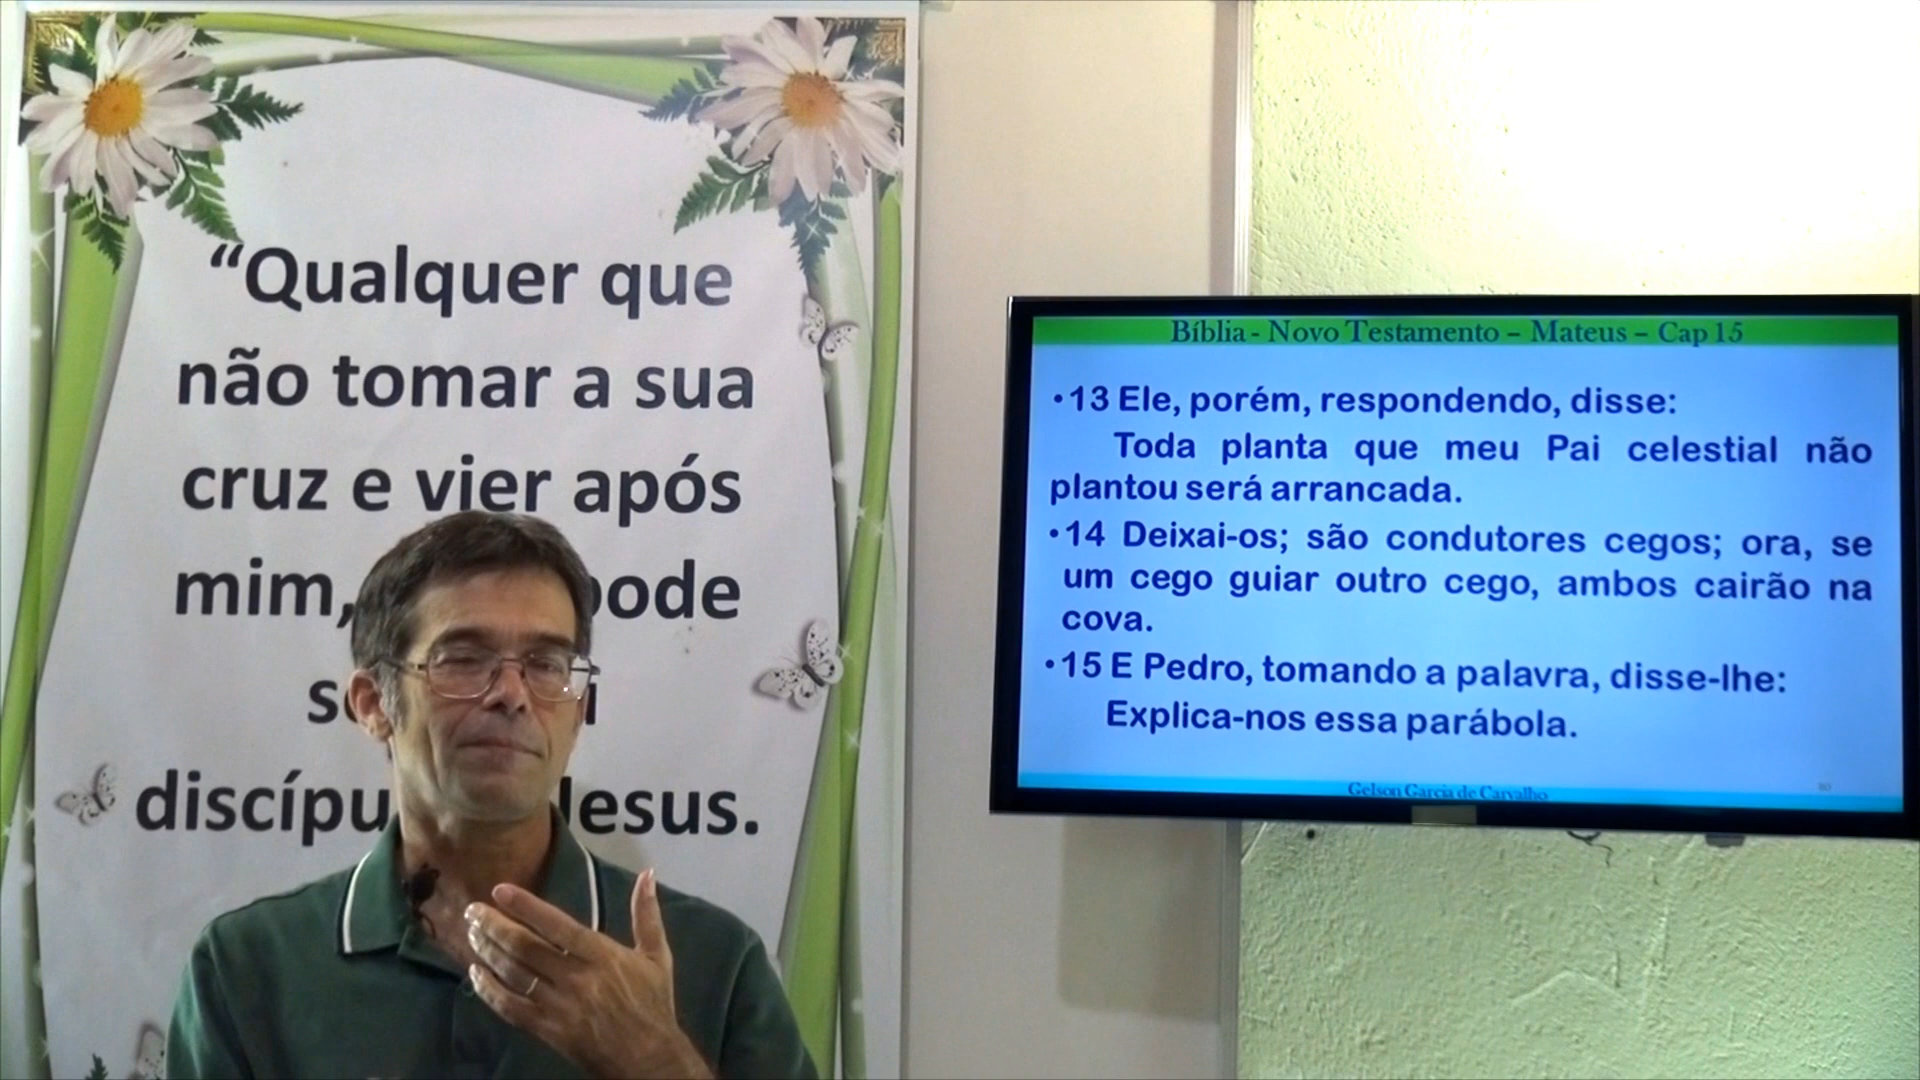 “Qualquer que
não tomar a sua
cruz e vier após
mim, pode
discípu Jesus.
Bíblia - Novo Testamento – Mateus – Cap 15
•13 Ele, porém, respondendo, disse:
Toda planta que meu Pai celestial não
plantou será arrancada.
•14 Deixai-os; são condutores cegos; ora, se
um cego guiar outro cego, ambos cairão na
cova.
•15 E Pedro, tomando a palavra, disse-lhe:
Explica-nos essa parábola.
Gelson Garcia de Carvalho